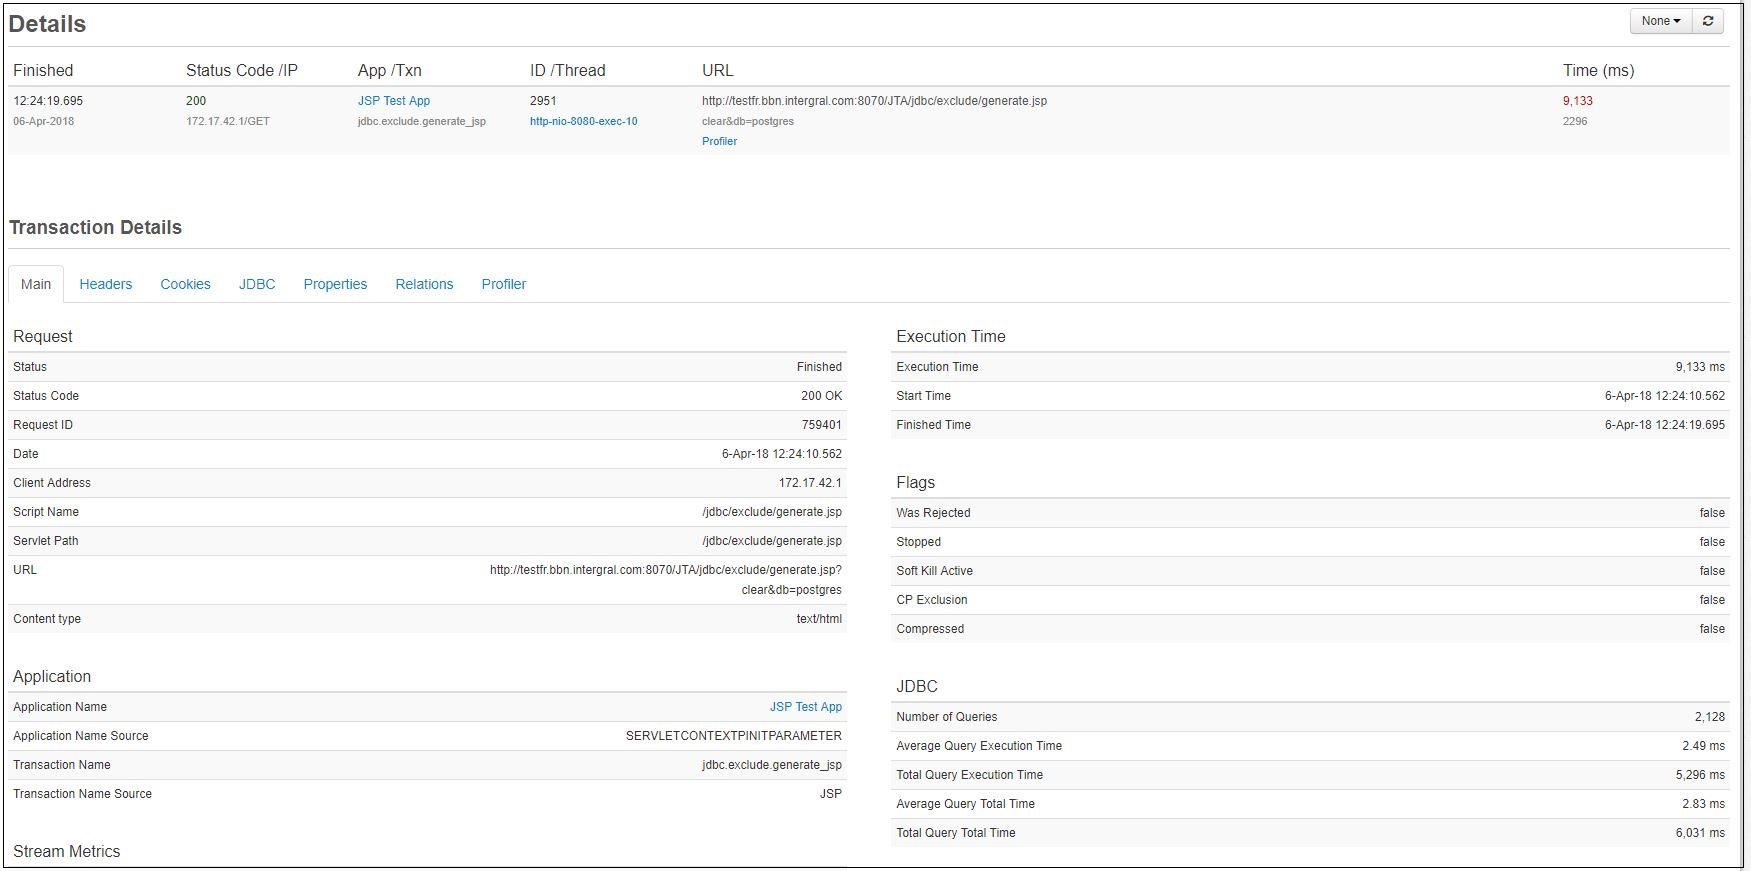 Details
None
Finished Status Code /IP App /Txn ID /Thread URL Time (ms)
12:24:19.695 200 JSP Test App 2951 http://testfr.bbn.intergral.com:8070/JTA/jdbc/exclude/generate.jsp 9,133
06-Apr-2018 172.17.42.1/GET jdbc.exclude.generate_jsp http-nio-8080-exec-10 clear&db=postgres 2296
Profiler
Transaction Details
Main Headers Cookies JDBC Properties Relations Profiler
Request
Status Finished
Status Code 200 OK
Request ID 759401
Date 6-Apr-18 12:24:10.562
Client Address 172.17.42.1
Script Name /jdbc/exclude/generate.jsp
Servlet Path /jdbc/exclude/generate.jsp
URL http://testfr.bbn.intergral.com:8070/JTA/jdbc/exclude/generate.jsp?
clear&db=postgres
Content type text/html
Application
Application Name JSP Test App
Application Name Source SERVLETCONTEXTPINITPARAMETER
Transaction Name jdbc.exclude.generate_jsp
Transaction Name Source JSP
Stream Metrics
Execution Time
Execution Time 9,133 ms
Start Time 6-Apr-18 12:24:10.562
Finished Time 6-Apr-18 12:24:19.695
Flags
Was Rejected false
Stopped false
Soft Kill Active false
CP Exclusion false
Compressed false
JDBC
Number of Queries 2,128
Average Query Execution Time 2.49 ms
Total Query Execution Time 5,296 ms
Average Query Total Time 2.83 ms
Total Query Total Time 6,031 ms